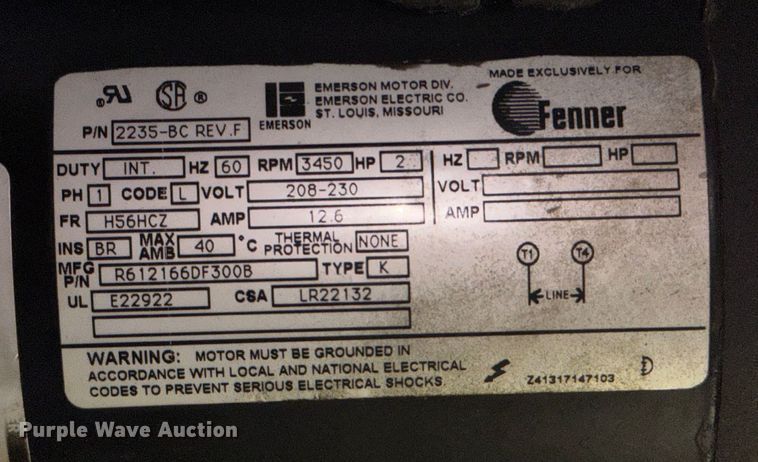 EMERSON MOTOR DIV.
EMERSON ELECTRIC CO.
ST. LOUIS, MISSOURI
EMERSON
MADE EXCLUSIVELY FOR
Fenner
P/N 2235-BC REV.F
DUTY INT. HZ 60 RPM 3450 HP 2
PH 1 CODE L VOLT 208-230
FR H56HCZ AMP 12.6
INS BR MAX AMB 40 °C THERMAL PROTECTION NONE
MFG P/N R612166DF300B TYPE K
UL E22922 CSA LR22132
HZ RPM HP
VOLT
AMP
T1 T4
LINE
WARNING: MOTOR MUST BE GROUNDED IN
ACCORDANCE WITH LOCAL AND NATIONAL ELECTRICAL
CODES TO PREVENT SERIOUS ELECTRICAL SHOCKS.
Z41317147103
Purple Wave Auction